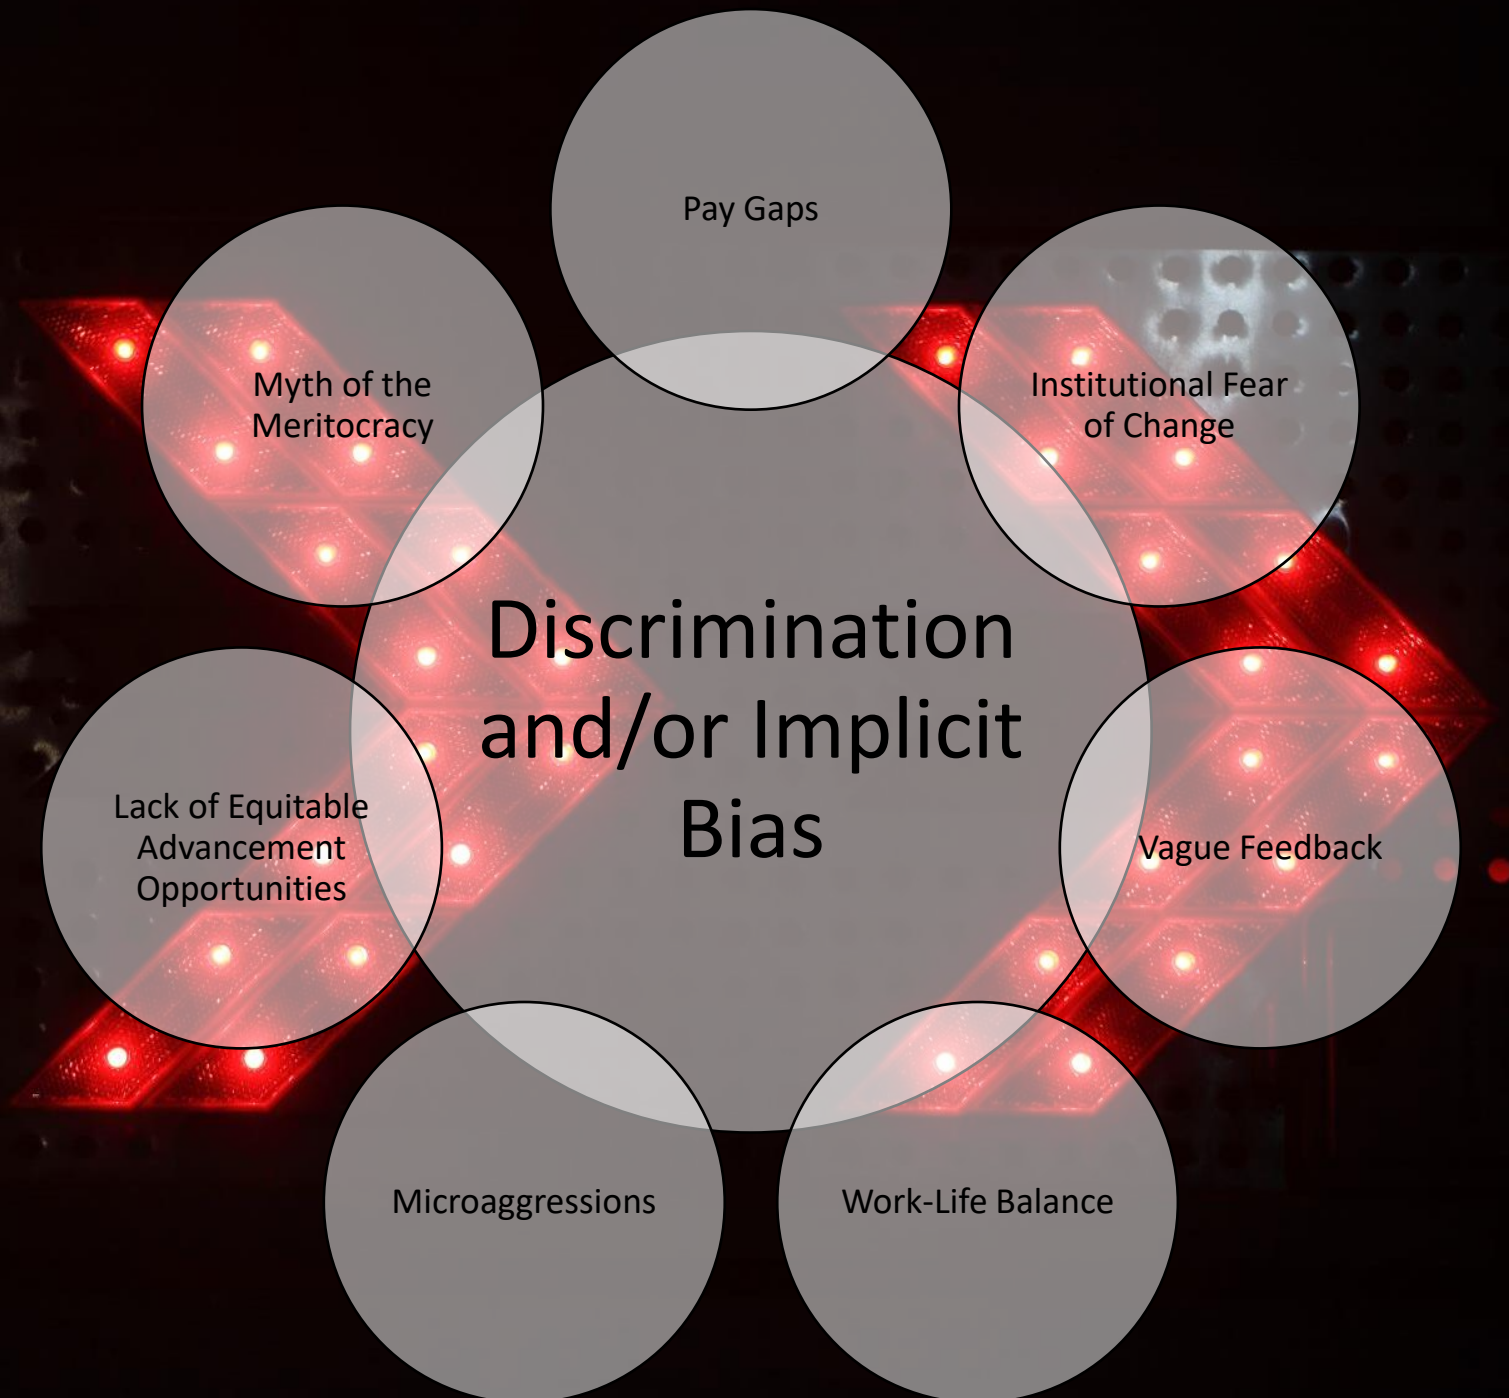 Pay Gaps
Myth of the
Meritocracy
Institutional Fear
of Change
Discrimination
and/or Implicit
Bias
Lack of Equitable
Advancement
Opportunities
Vague Feedback
Microaggressions
Work-Life Balance